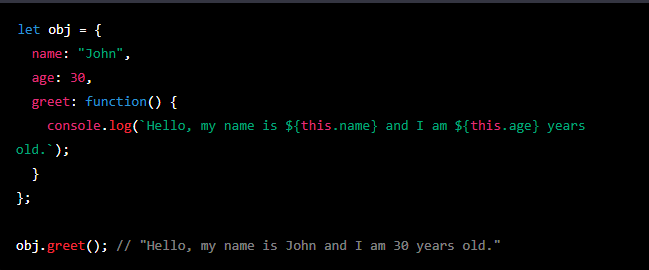 let obj = {
  name: "John",
  age: 30,
  greet: function() {
    console.log(`Hello, my name is ${this.name} and I am ${this.age} years
old.`);
  }
};

obj.greet(); // "Hello, my name is John and I am 30 years old."